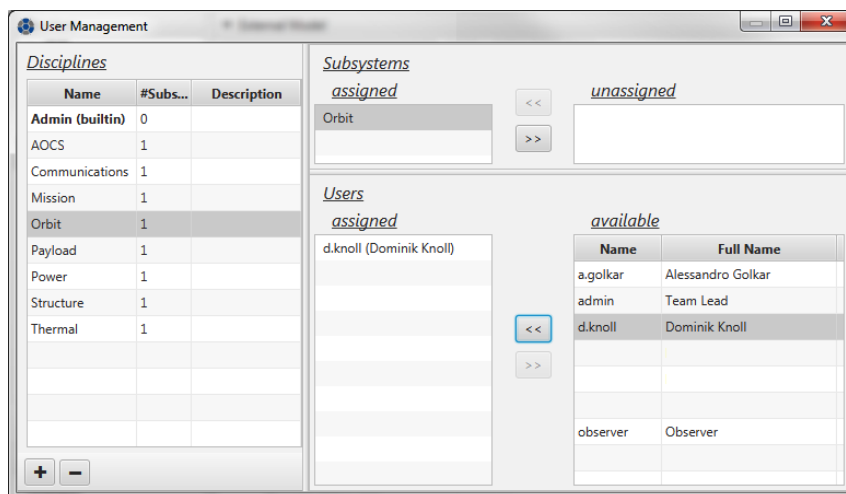 User Management
Disciplines
Name #Subs... Description
Admin (builtin) 0
AOCS 1
Communications 1
Mission 1
Orbit 1
Payload 1
Power 1
Structure 1
Thermal 1
+ −
Subsystems
assigned
Orbit
<<
>>
unassigned
Users
assigned
d.knoll (Dominik Knoll)
<<
>>
available
Name Full Name
a.golkar Alessandro Golkar
admin Team Lead
d.knoll Dominik Knoll
observer Observer